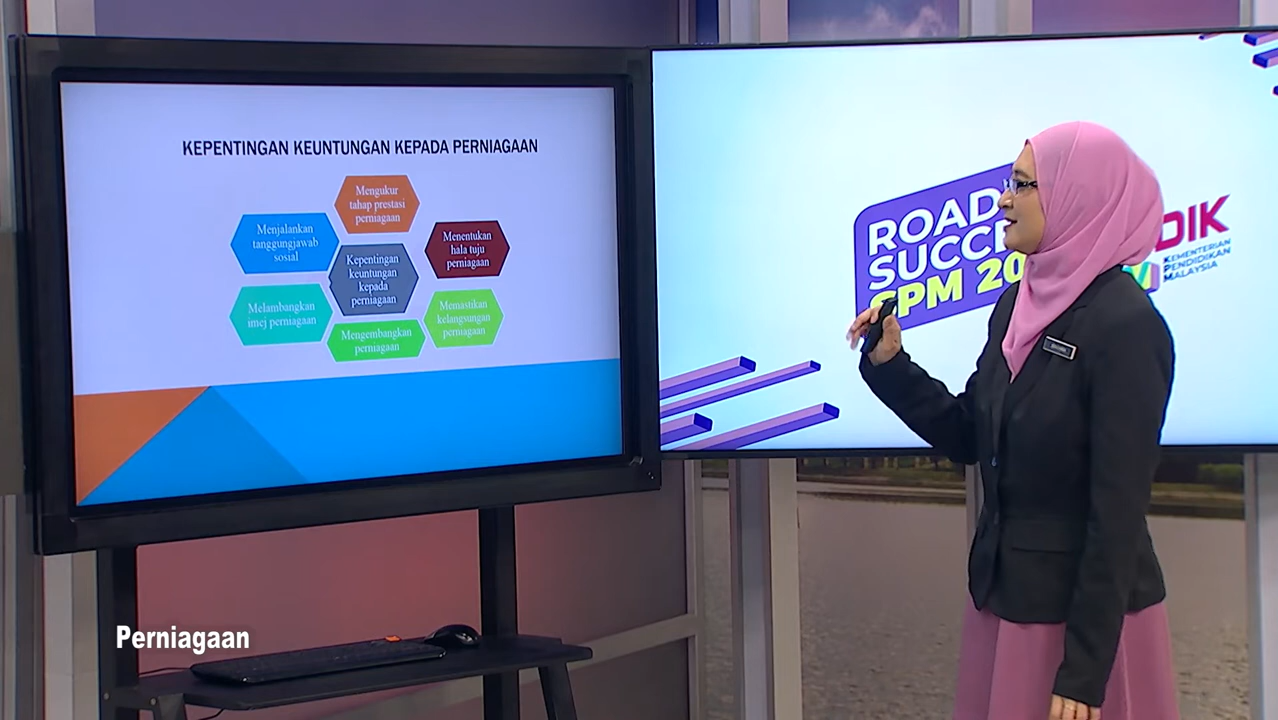 KEPENTINGAN KEUNTUNGAN KEPADA PERNIAGAAN
Mengukur
tahap prestasi
perniagaan
Menjalankan
tanggungjawab
sosial
Menentukan
hala tuju
perniagaan
Kepentingan
keuntungan
kepada
perniagaan
Melambangkan
imej perniagaan
Memastikan
kelangsungan
perniagaan
Mengembangkan
perniagaan
ROAD
SUCCE
SPM 20
DIK
KEMENTERIAN
PENDIDIKAN
MALAYSIA
Perniagaan